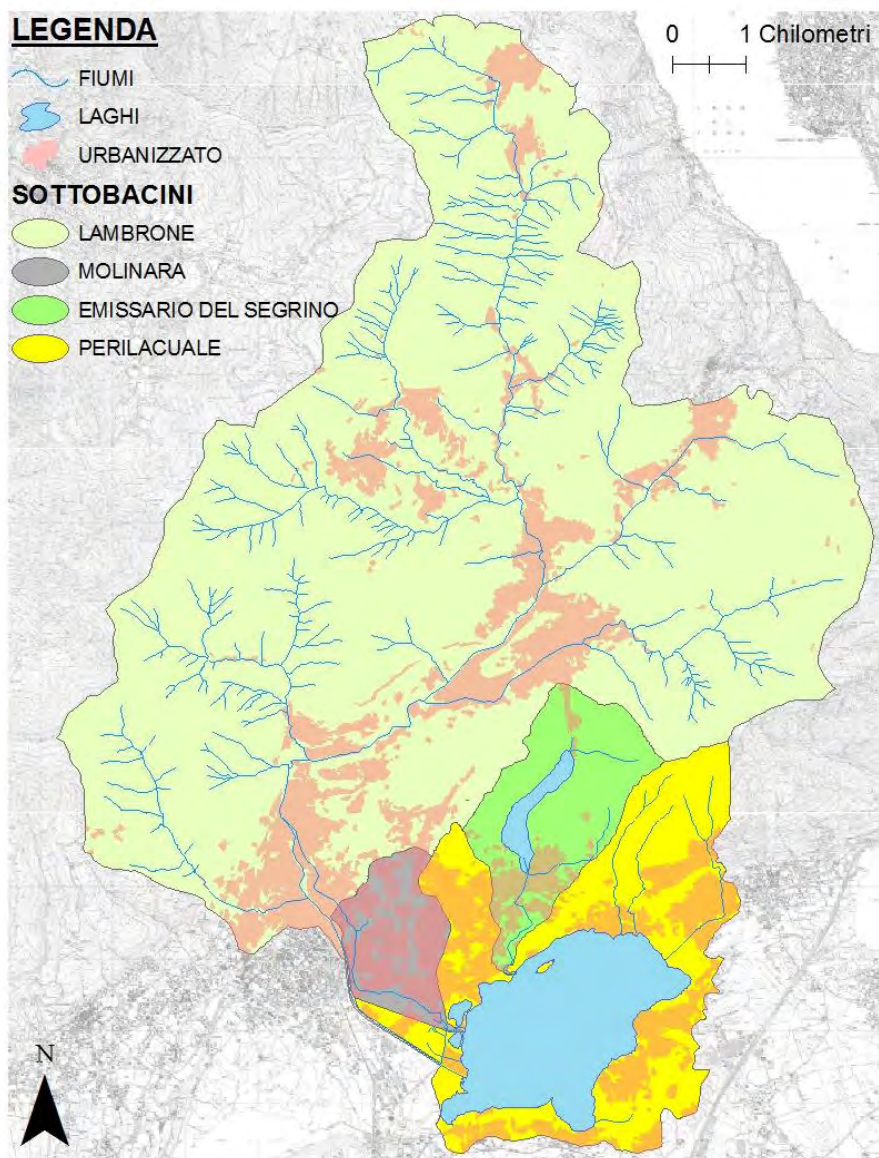 LEGENDA
FIUMI
LAGHI
URBANIZZATO
SOTTOBACINI
LAMBRONE
MOLINARA
EMISSARIO DEL SEGRINO
PERILACUALE
0 1 Chilometri
N